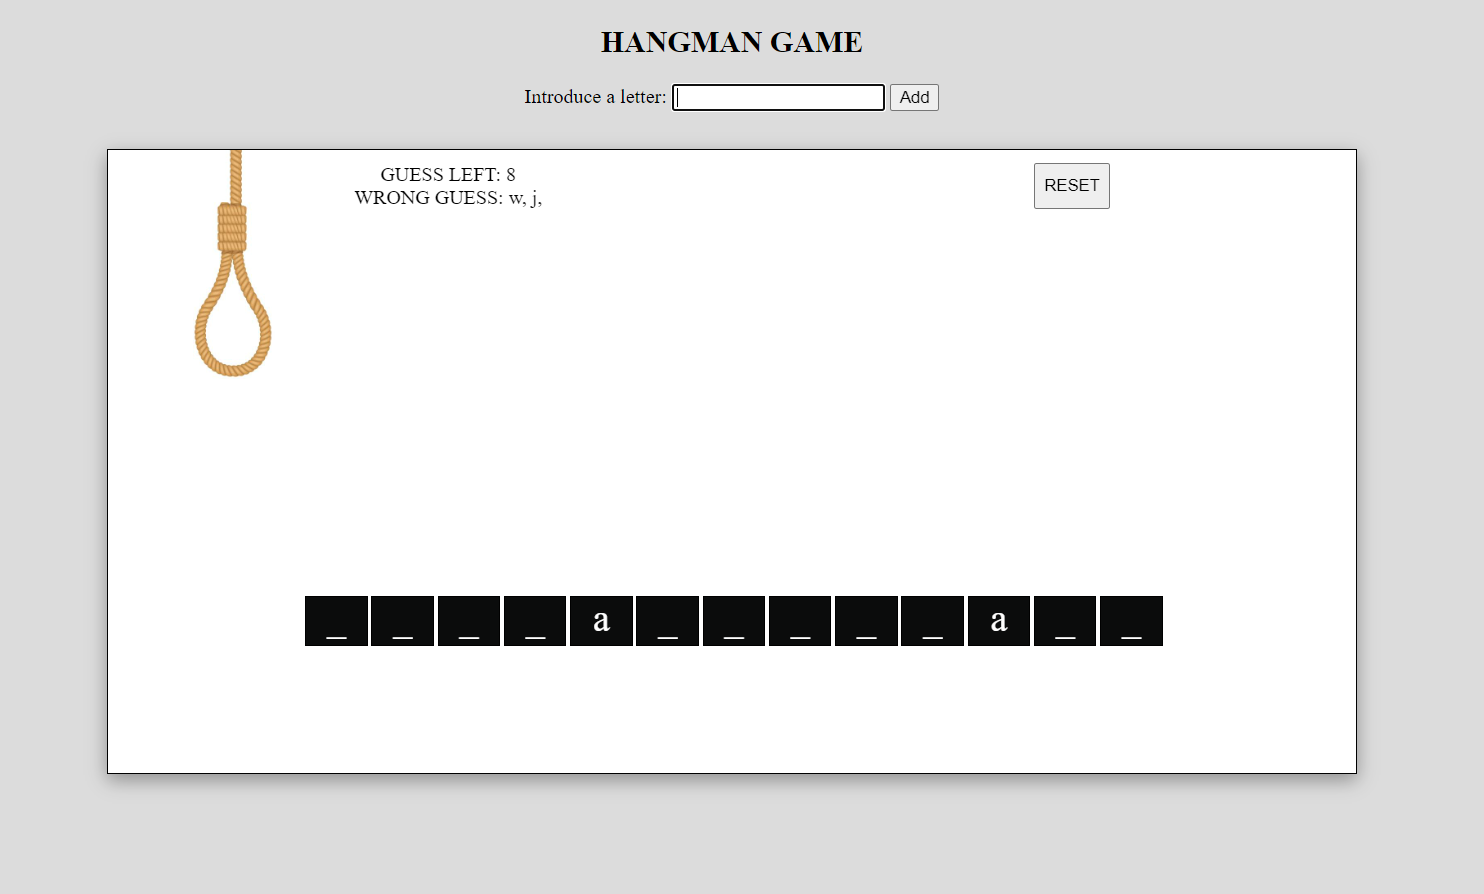 HANGMAN GAME
Introduce a letter: Add
GUESS LEFT: 8
WRONG GUESS: w, j,
RESET
_ _ _ _ a _ _ _ _ _ a _ _